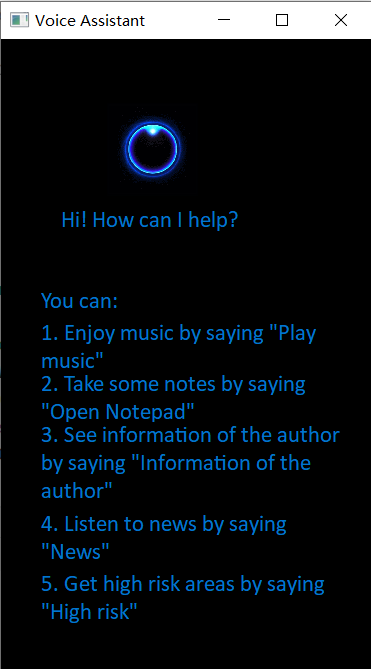 Voice Assistant
Hi! How can I help?
You can:
1. Enjoy music by saying "Play
music"
2. Take some notes by saying
"Open Notepad"
3. See information of the author
by saying "Information of the
author"
4. Listen to news by saying
"News"
5. Get high risk areas by saying
"High risk"